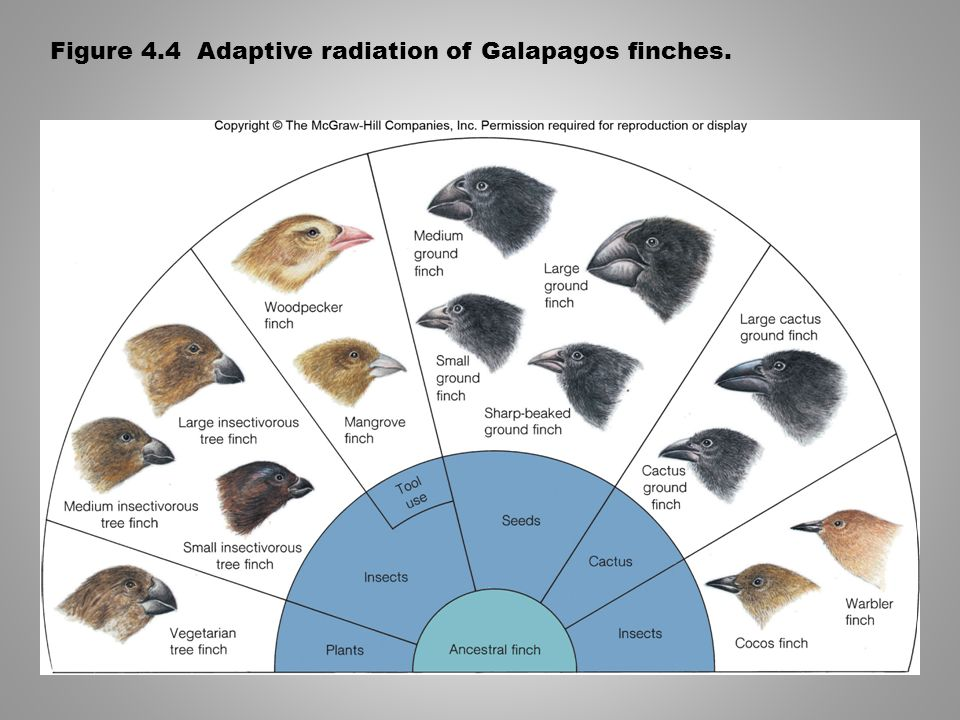 Figure 4.4  Adaptive radiation of Galapagos finches.
Copyright © The McGraw-Hill Companies, Inc. Permission required for reproduction or display
Medium
ground
finch
Large
ground
finch
Woodpecker
finch
Small
ground
finch
Sharp-beaked
ground finch
Large cactus
ground finch
Mangrove
finch
Large insectivorous
tree finch
Cactus
ground
finch
Medium insectivorous
tree finch
Small insectivorous
tree finch
Vegetarian
tree finch
Tool
use
Seeds
Insects
Cactus
Plants
Ancestral finch
Insects
Cocos finch
Warbler
finch